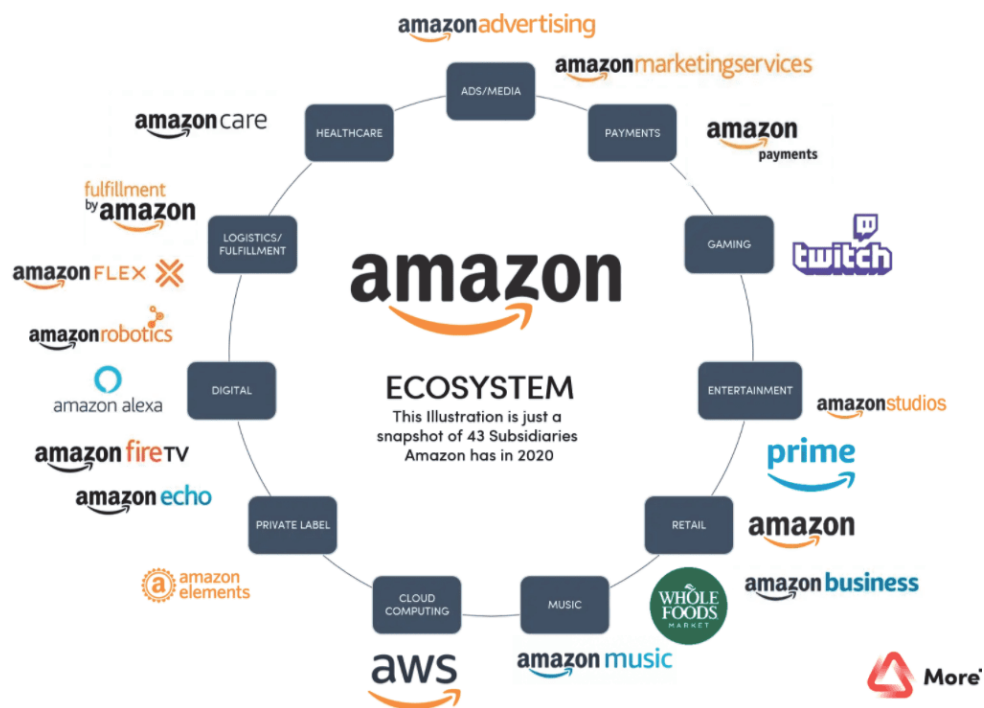 amazonadvertising
amazonmarketingservices
ADS/MEDIA
amazoncare
HEALTHCARE
PAYMENTS
amazon
payments
fulfillment
by amazon
LOGISTICS/
FULFILLMENT
GAMING
twitch
amazon FLEX
amazon
amazonrobotics
ECOSYSTEM
This Illustration is just a
snapshot of 43 Subsidiaries
Amazon has in 2020
DIGITAL
ENTERTAINMENT
amazon alexa
amazonstudios
amazon fireTV
prime
amazon echo
PRIVATE LABEL
RETAIL
amazon
a
amazon
elements
amazon business
CLOUD
COMPUTING
MUSIC
WHOLE
FOODS
MARKET
aws
amazon music